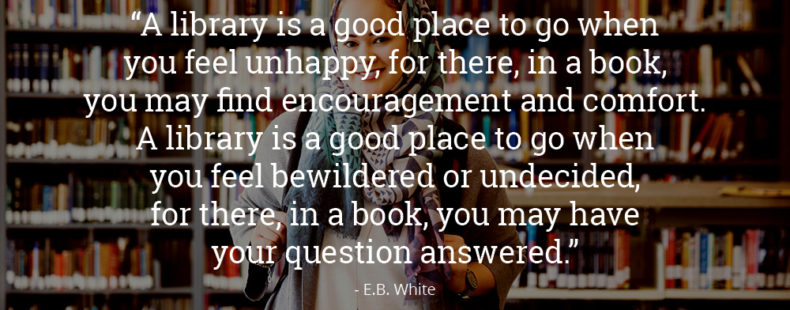 “A library is a good place to go when
you feel unhappy, for there, in a book,
you may find encouragement and comfort.
A library is a good place to go when
you feel bewildered or undecided,
for there, in a book, you may have
your question answered.”
- E.B. White